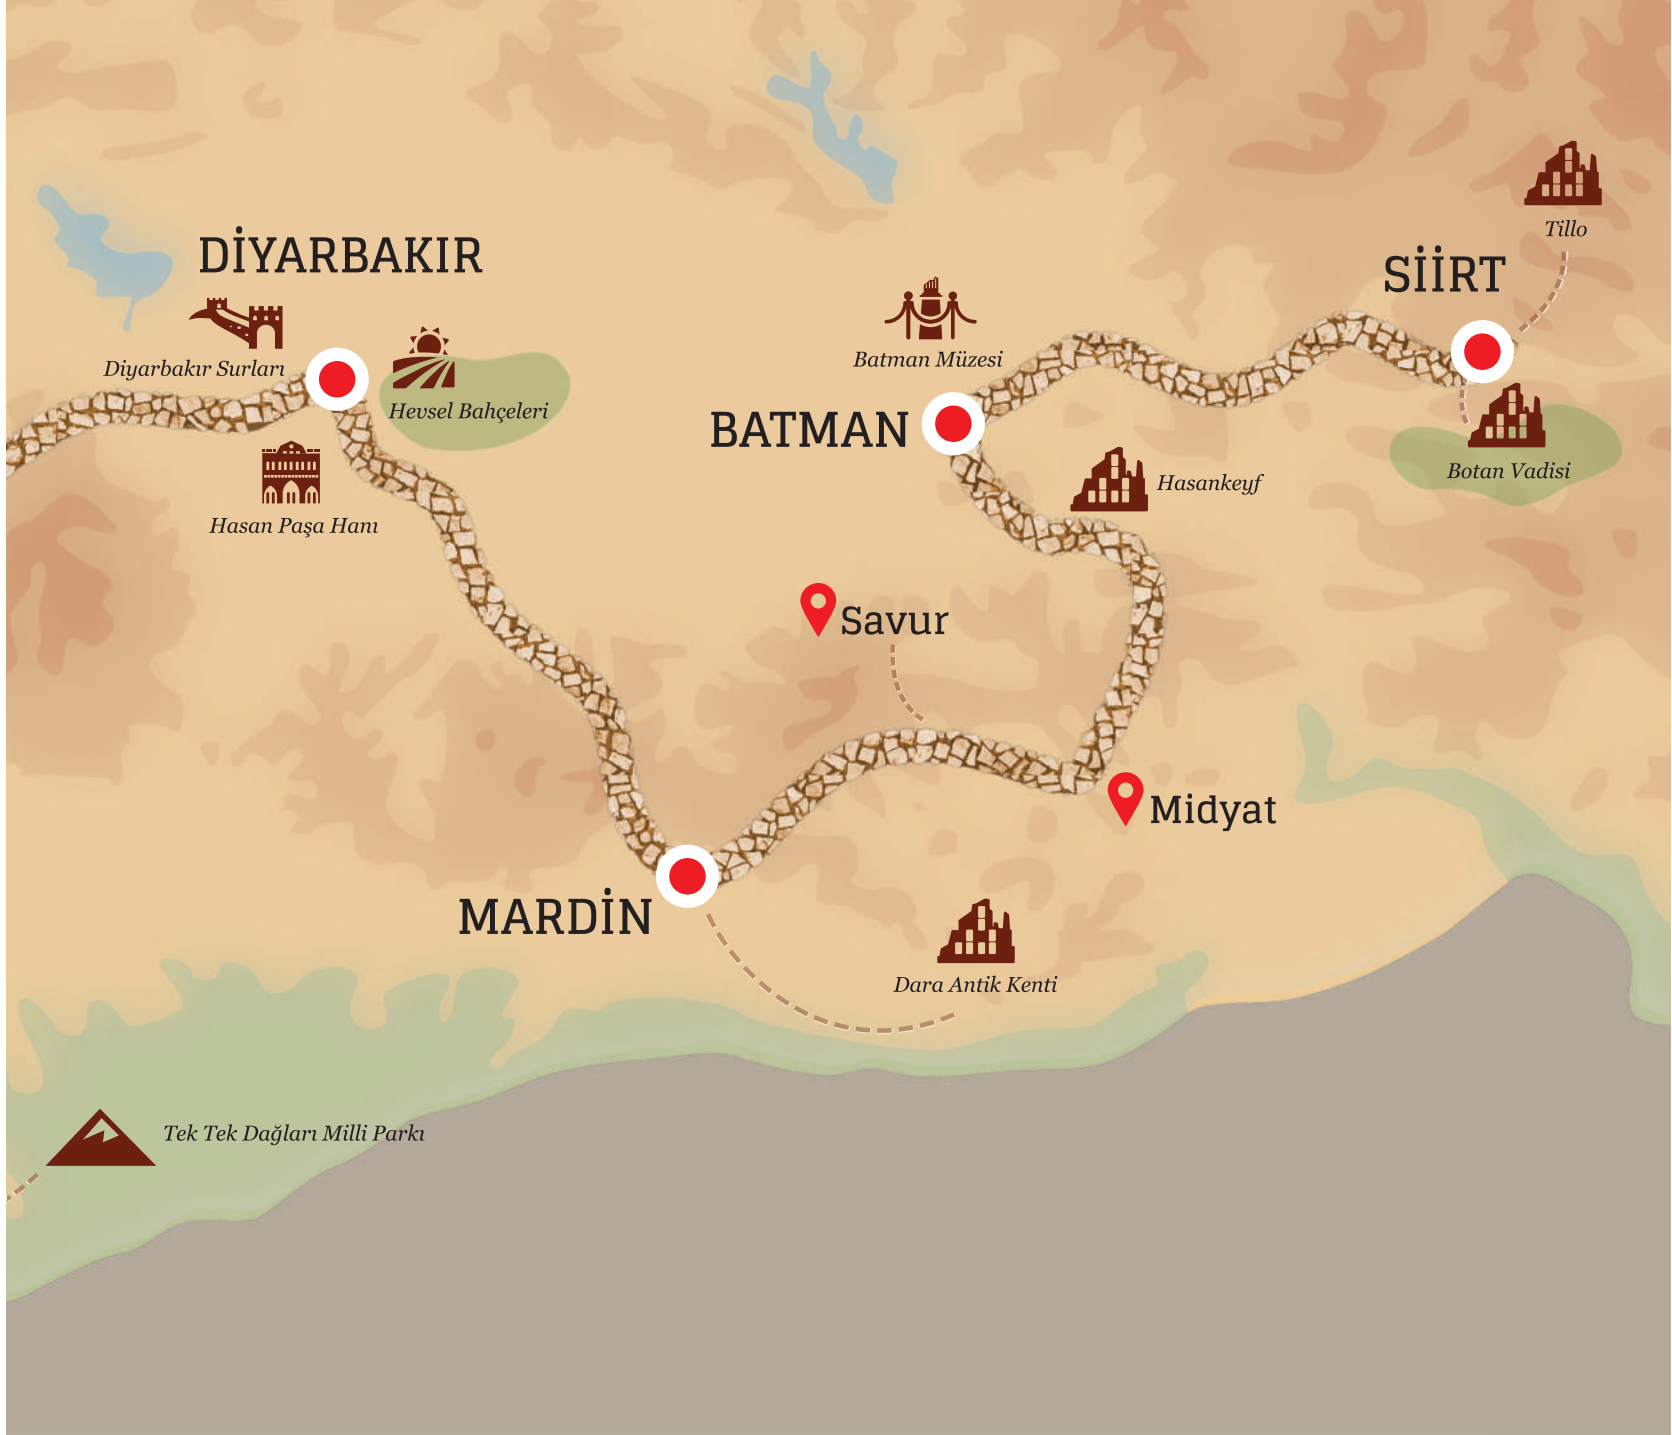 Tillo
DİYARBAKIR
SİİRT
Diyarbakır Surları
Batman Müzesi
Hevsel Bahçeleri
BATMAN
Botan Vadisi
Hasankeyf
Hasan Paşa Hanı
Savur
Midyat
MARDİN
Dara Antik Kenti
Tek Tek Dağları Milli Parkı